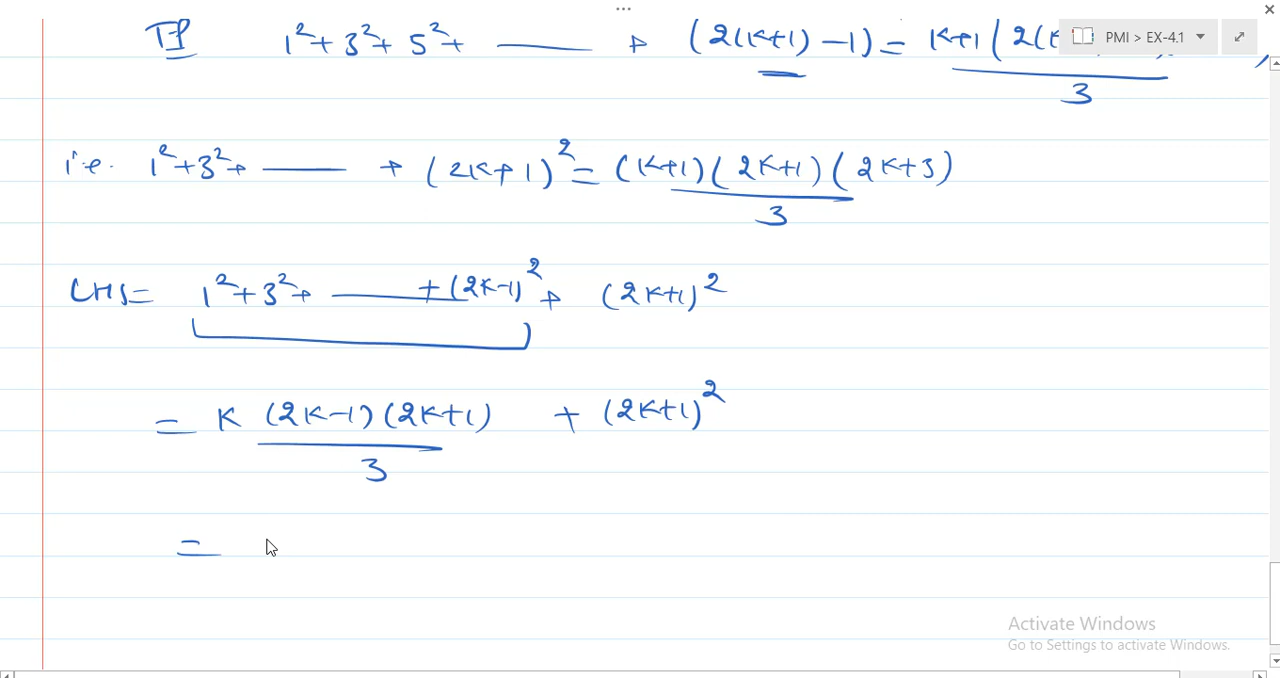 TP 1² + 3² + 5² + ——— + (2(k+1) - 1) = k+1 (2(k
3
PMI > EX-4.1
i.e. 1² + 3² + ——— + (2k+1)² = (k+1)(2k+1)(2k+3)
3
LHS = 1² + 3² + ——— + (2k-1)² + (2k+1)²
= k (2k-1)(2k+1) + (2k+1)²
3
=
Activate Windows
Go to Settings to activate Windows.